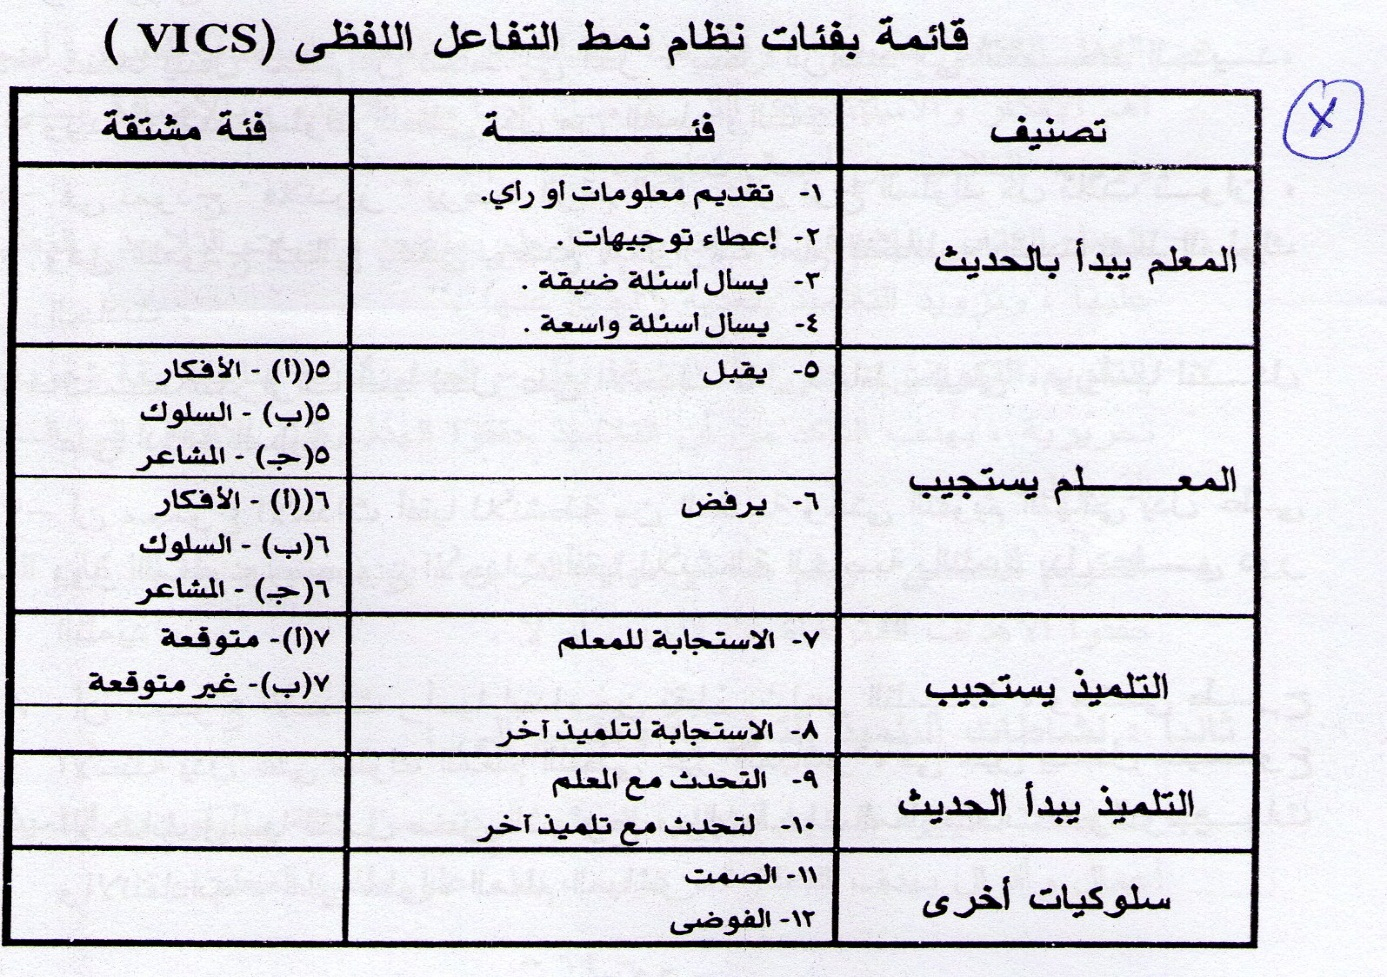 قائمة بفئات نظام نمط التفاعل اللفظى (VICS )
X
تصنيف
فئـــــــــــة
فئة مشتقة
المعلم يبدأ بالحديث
١- تقديم معلومات أو رأي.
٢- إعطاء توجيهات .
٣- يسأل أسئلة ضيقة .
٤- يسأل أسئلة واسعة .
المعـــــــلم يستجيب
٥- يقبل
٥((أ) - الأفكار
٥(ب) - السلوك
٥(جـ) - المشاعر
٦- يرفض
٦((أ) - الأفكار
٦(ب) - السلوك
٦(جـ) - المشاعر
التلميذ يستجيب
٧- الاستجابة للمعلم
٧(أ)- متوقعة
٧(ب)- غير متوقعة
٨- الاستجابة لتلميذ آخر
التلميذ يبدأ الحديث
٩- التحدث مع المعلم
١٠- لتحدث مع تلميذ آخر
سلوكيات أخرى
١١- الصمت
١٢- الفوضى